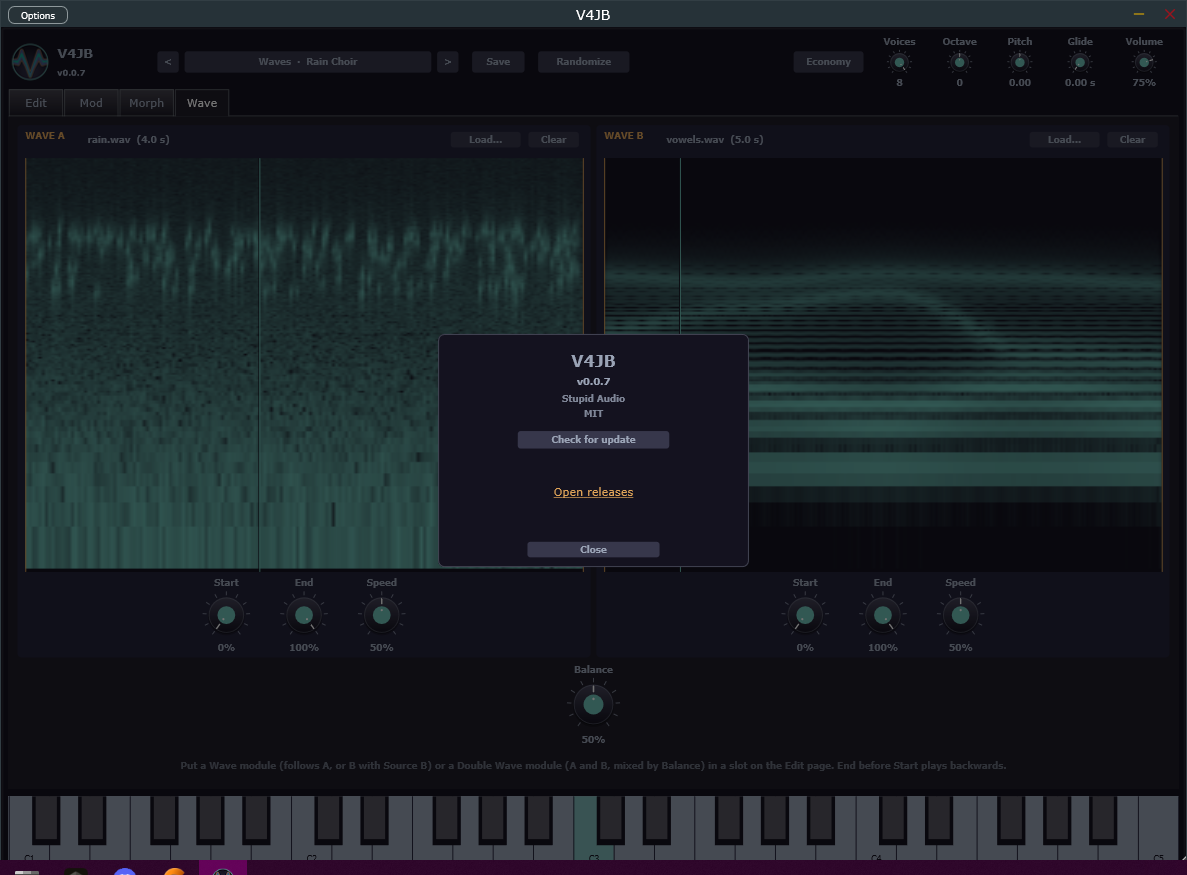 Options
V4JB
V4JB
v0.0.7
<
Waves - Rain Choir
>
Save
Randomize
Economy
Voices
8
Octave
0
Pitch
0.00
Glide
0.00 s
Volume
75%
Edit
Mod
Morph
Wave
WAVE A
rain.wav (4.0 s)
Load...
Clear
WAVE B
vowels.wav (5.0 s)
Load...
Clear
V4JB
v0.0.7
Stupid Audio
MIT
Check for update
Open releases
Close
Start
End
Speed
0%
100%
50%
Start
End
Speed
0%
100%
50%
Balance
50%
Put a Wave module (follows A, or B with Source B) or a Double Wave module (A and B, mixed by Balance) in a slot on the Edit page. End before Start plays backwards.
C1
C2
C3
C4
C5